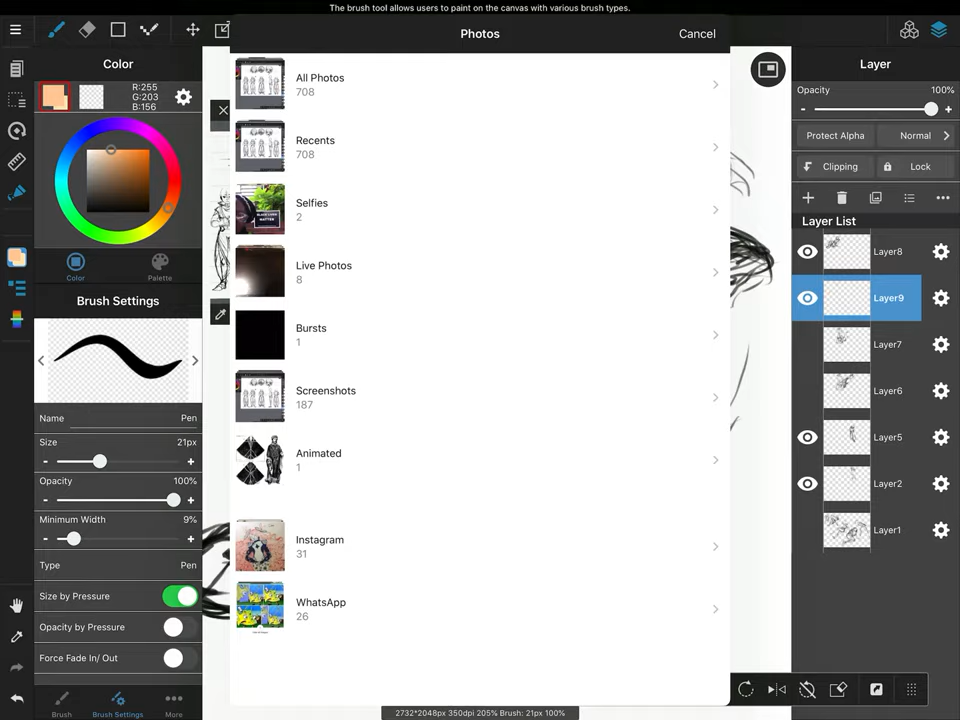 The brush tool allows users to paint on the canvas with various brush types.
Color
R:255
G:203
B:156
Color
Palette
Brush Settings
Name
Pen
Size
21px
-
+
Opacity
100%
-
+
Minimum Width
9%
-
+
Type
Pen
Size by Pressure
Opacity by Pressure
Force Fade In/ Out
Brush
Brush Settings
More
Photos
Cancel
All Photos
708
Recents
708
Selfies
2
Live Photos
8
Bursts
1
Screenshots
187
Animated
1
Instagram
31
WhatsApp
26
2732*2048px 350dpi 205% Brush: 21px 100%
Layer
Opacity
100%
-
+
Protect Alpha
Normal
Clipping
Lock
Layer List
Layer8
Layer9
Layer7
Layer6
Layer5
Layer2
Layer1